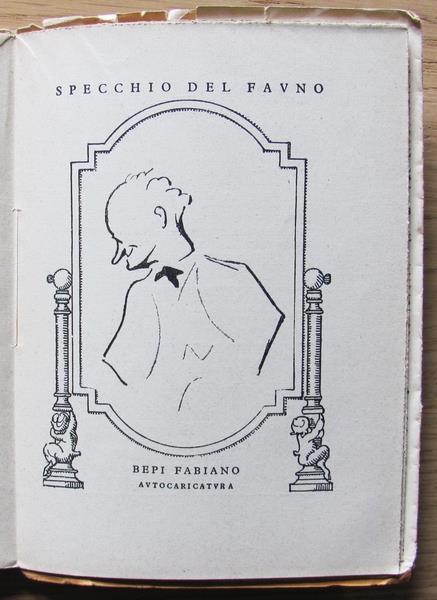 SPECCHIO DEL FAVNO
BEPI FABIANO
AVTOCARICATVRA